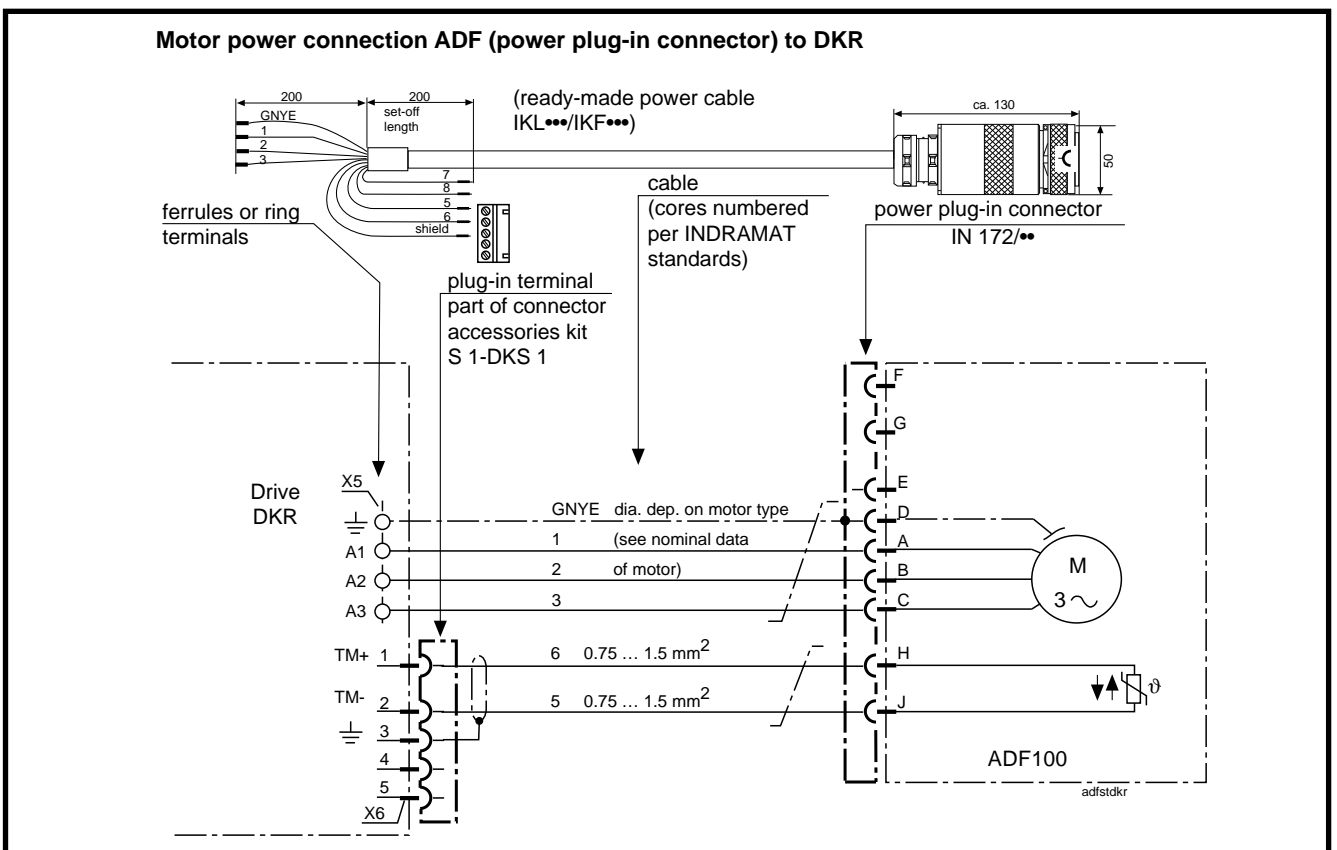 Motor power connection ADF (power plug-in connector) to DKR
200
200
GNYE
1
2
3
set-off
length
(ready-made power cable
IKL•••/IKF•••)
ca. 130
50
7
8
5
6
shield
ferrules or ring
terminals
cable
(cores numbered
per INDRAMAT
standards)
power plug-in connector
IN 172/••
plug-in terminal
part of connector
accessories kit
S 1-DKS 1
F
G
E
D
A
B
C
H
J
Drive
DKR
X5
A1
A2
A3
GNYE dia. dep. on motor type
1 (see nominal data
2 of motor)
3
M
3
TM+ 1
6 0.75 … 1.5 mm²
TM- 2
5 0.75 … 1.5 mm²
3
4
5
X6
ϑ
ADF100
adfstdkr